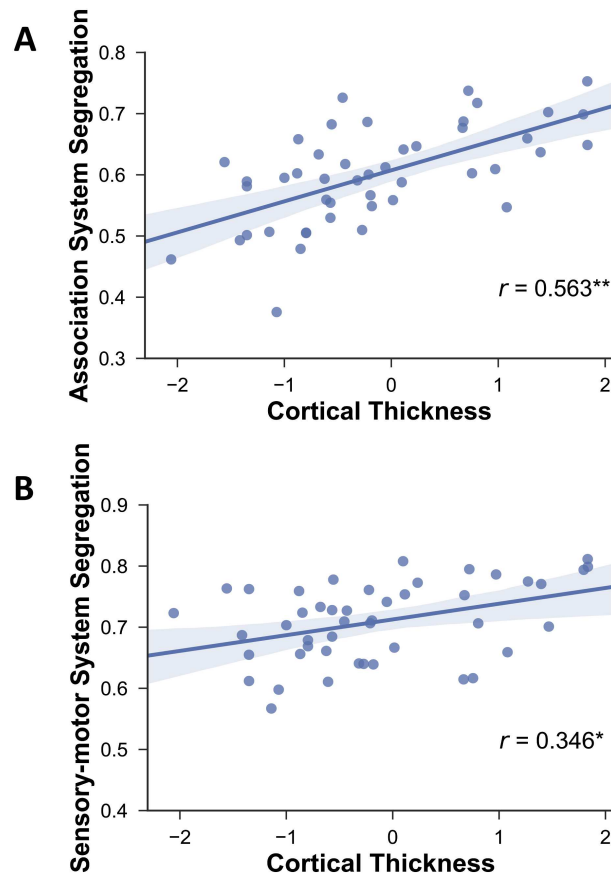 A
Association System Segregation
0.8
0.7
0.6
0.5
0.4
0.3
r = 0.563**
−2 −1 0 1 2
Cortical Thickness
B
Sensory-motor System Segregation
0.9
0.8
0.7
0.6
0.5
0.4
r = 0.346*
−2 −1 0 1 2
Cortical Thickness